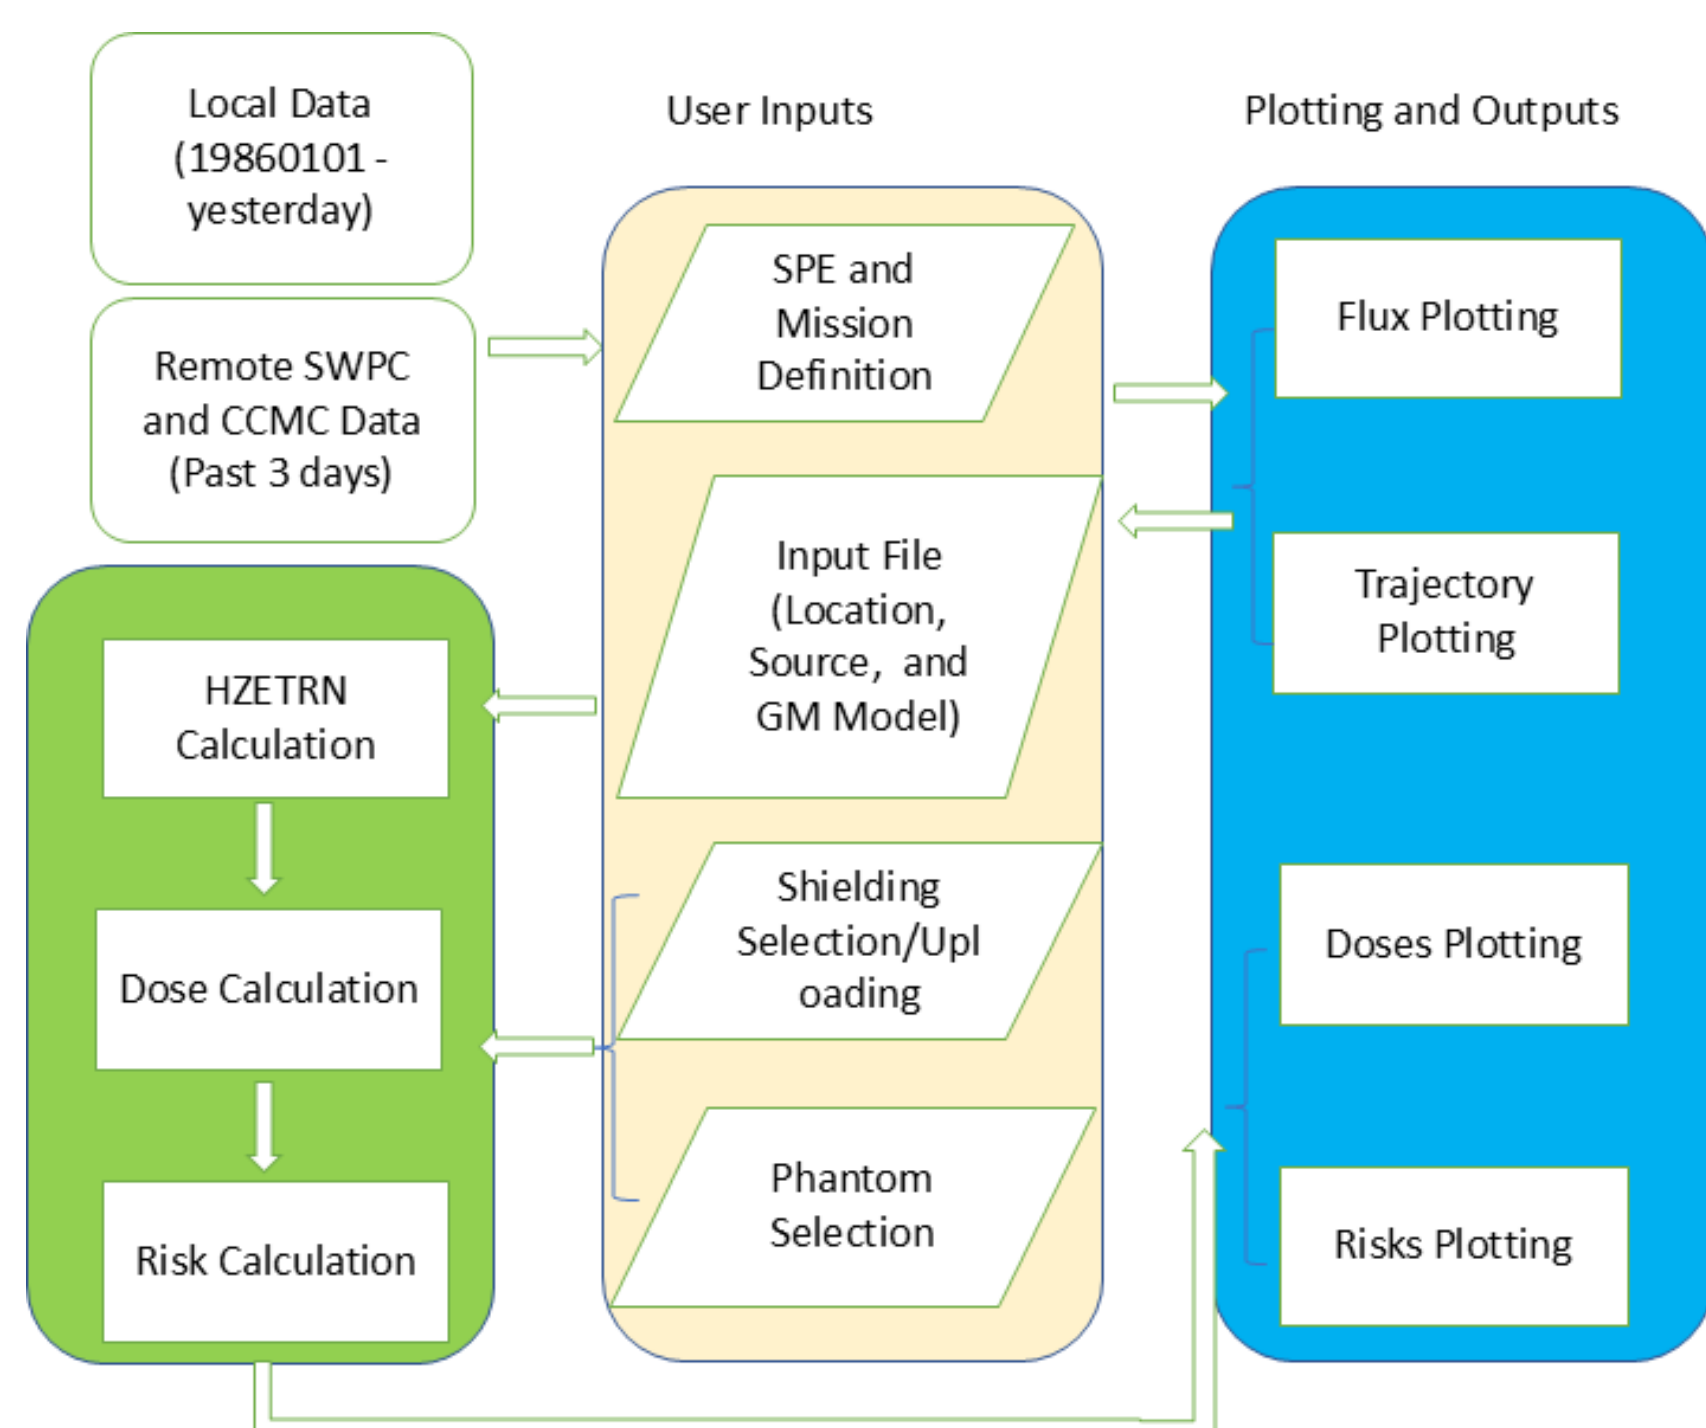 Local Data
(19860101 -
yesterday)
Remote SWPC
and CCMC Data
(Past 3 days)
HZETRN
Calculation
Dose Calculation
Risk Calculation
User Inputs
SPE and
Mission
Definition
Input File
(Location,
Source, and
GM Model)
Shielding
Selection/Upl
oading
Phantom
Selection
Plotting and Outputs
Flux Plotting
Trajectory
Plotting
Doses Plotting
Risks Plotting